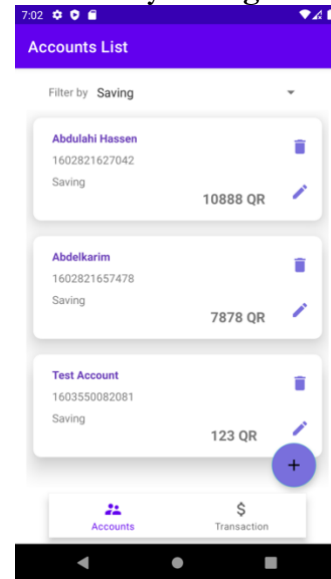 7:02
Accounts List
Filter by Saving
Abdulahi Hassen
1602821627042
Saving
10888 QR
Abdelkarim
1602821657478
Saving
7878 QR
Test Account
1603550082081
Saving
123 QR
+
$
Accounts Transaction